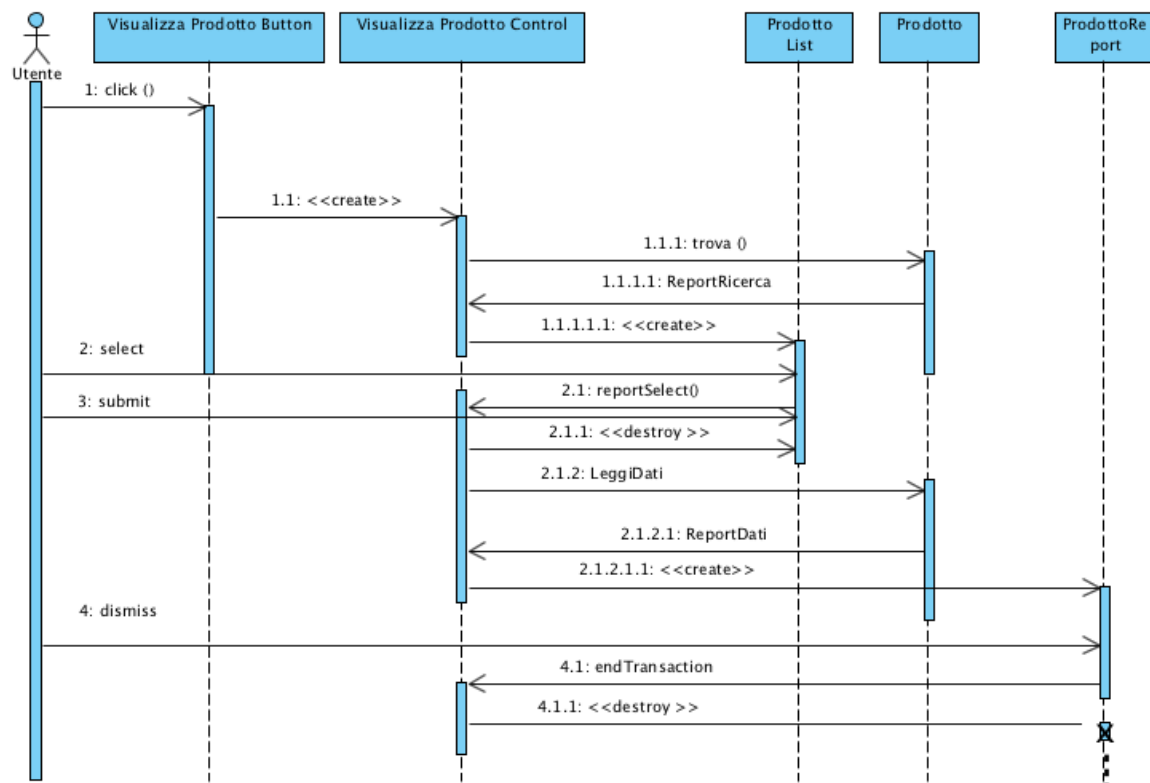 Visualizza Prodotto Button
Visualizza Prodotto Control
Prodotto
List
Prodotto
ProdottoRe
port
Utente
1: click ()
1.1: <<create>>
1.1.1: trova ()
1.1.1.1: ReportRicerca
1.1.1.1.1: <<create>>
2: select
2.1: reportSelect()
3: submit
2.1.1: <<destroy >>
2.1.2: LeggiDati
2.1.2.1: ReportDati
2.1.2.1.1: <<create>>
4: dismiss
4.1: endTransaction
4.1.1: <<destroy >>